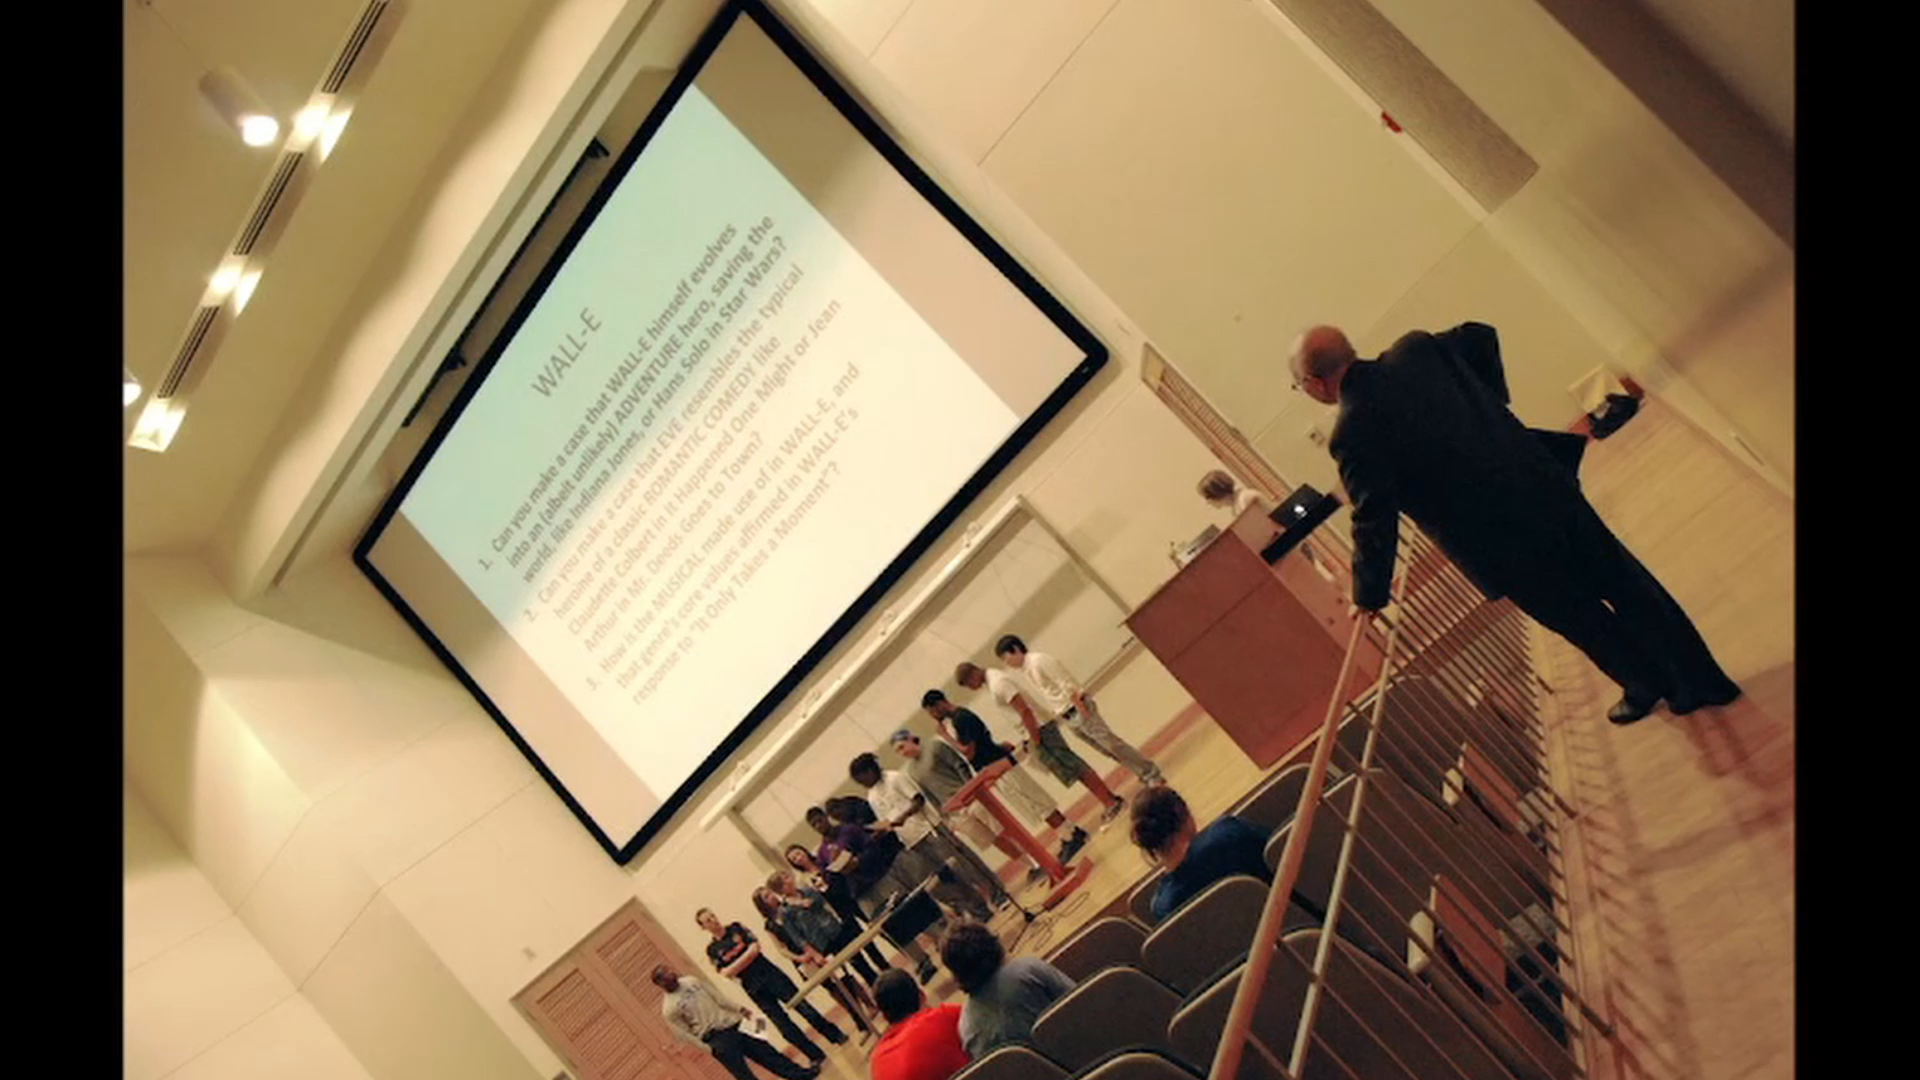 WALL-E
1. Can you make a case that WALL-E himself evolves
into an (albeit unlikely) ADVENTURE hero, saving the
world, like Indiana Jones, or Hans Solo in Star Wars?
2. Can you make a case that EVE resembles the typical
heroine of a classic ROMANTIC COMEDY like
Claudette Colbert in It Happened One Might or Jean
Arthur in Mr. Deeds Goes to Town?
3. How is the MUSICAL made use of in WALL-E, and
that genre's core values affirmed in WALL-E's
response to "It Only Takes a Moment"?